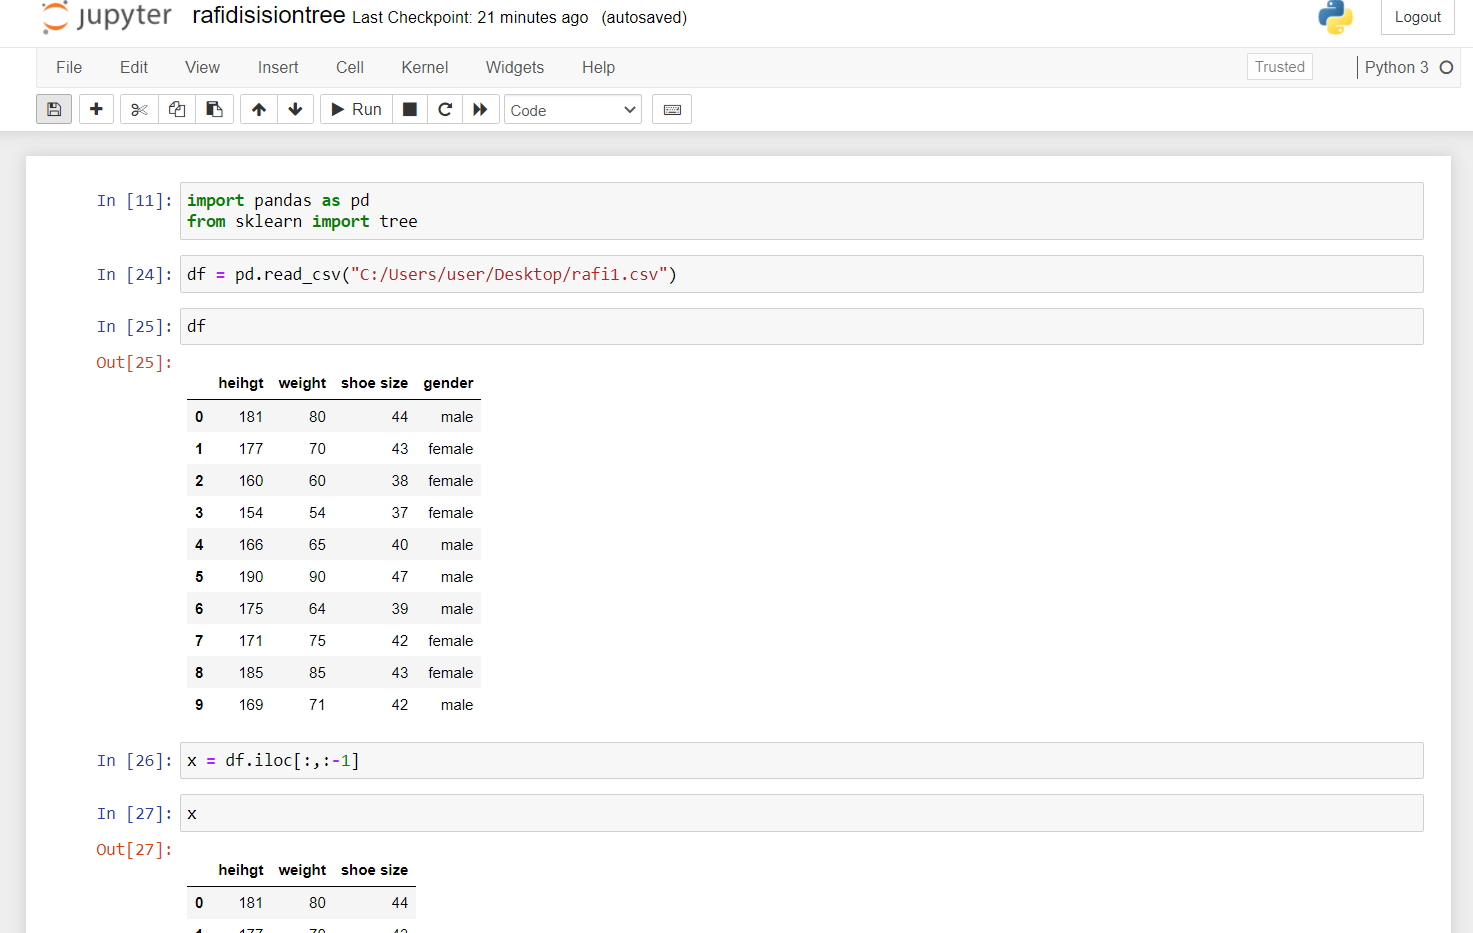 jupyter rafidisisiontree Last Checkpoint: 21 minutes ago (autosaved) Logout
File Edit View Insert Cell Kernel Widgets Help Trusted Python 3
Run Code
In [11]: import pandas as pd
from sklearn import tree
In [24]: df = pd.read_csv("C:/Users/user/Desktop/rafi1.csv")
In [25]: df
Out[25]:
heihgt weight shoe size gender
0 181 80 44 male
1 177 70 43 female
2 160 60 38 female
3 154 54 37 female
4 166 65 40 male
5 190 90 47 male
6 175 64 39 male
7 171 75 42 female
8 185 85 43 female
9 169 71 42 male
In [26]: x = df.iloc[:,:-1]
In [27]: x
Out[27]:
heihgt weight shoe size
0 181 80 44
1 177 70 43